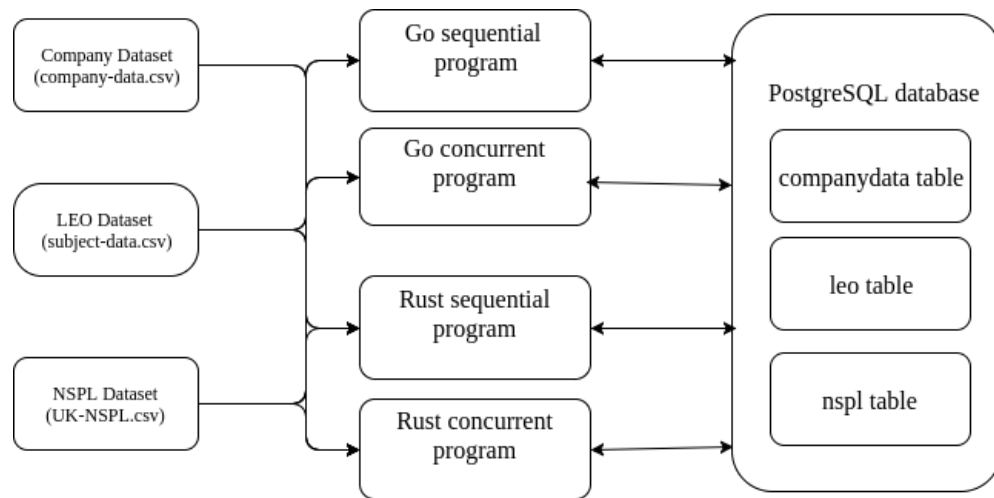 Company Dataset
(company-data.csv)
LEO Dataset
(subject-data.csv)
NSPL Dataset
(UK-NSPL.csv)
Go sequential
program
Go concurrent
program
Rust sequential
program
Rust concurrent
program
PostgreSQL database
companydata table
leo table
nspl table